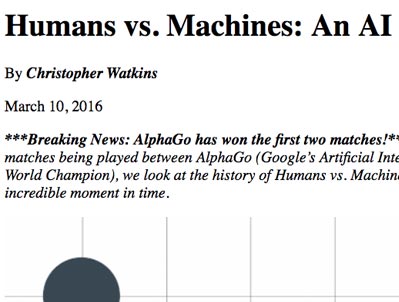 Humans vs. Machines: An AI
By Christopher Watkins
March 10, 2016
***Breaking News: AlphaGo has won the first two matches!**
matches being played between AlphaGo (Google's Artificial
World Champion), we look at the history of Humans vs.
incredible moment in time.